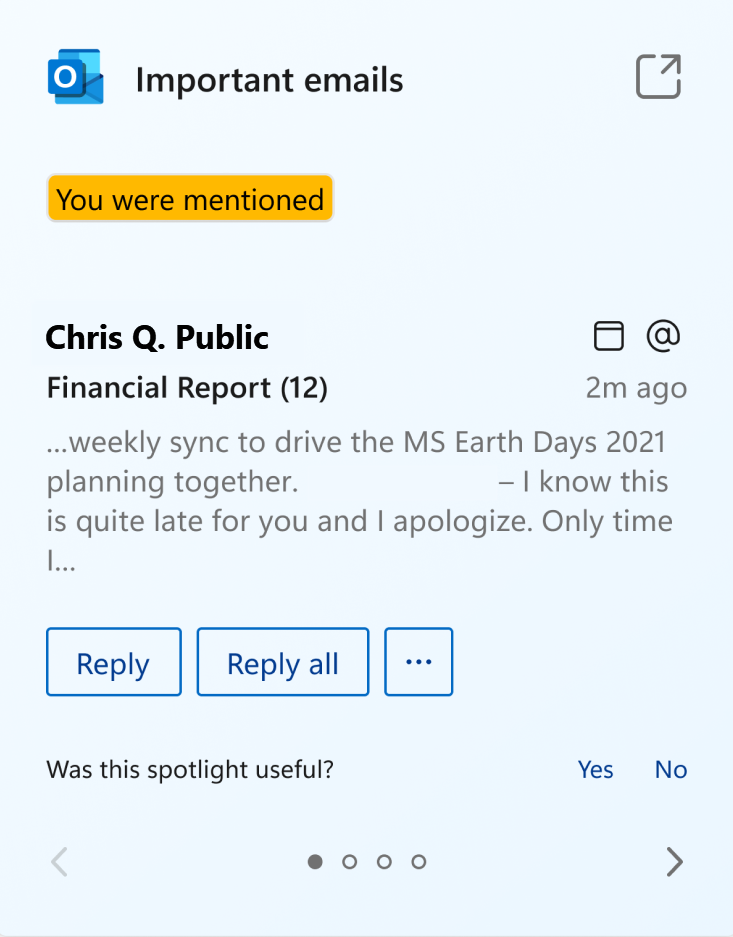 Important emails
You were mentioned
Chris Q. Public
@
Financial Report (12)
2m ago
...weekly sync to drive the MS Earth Days 2021
planning together. – I know this
is quite late for you and I apologize. Only time
I...
Reply
Reply all
...
Was this spotlight useful?
Yes
No